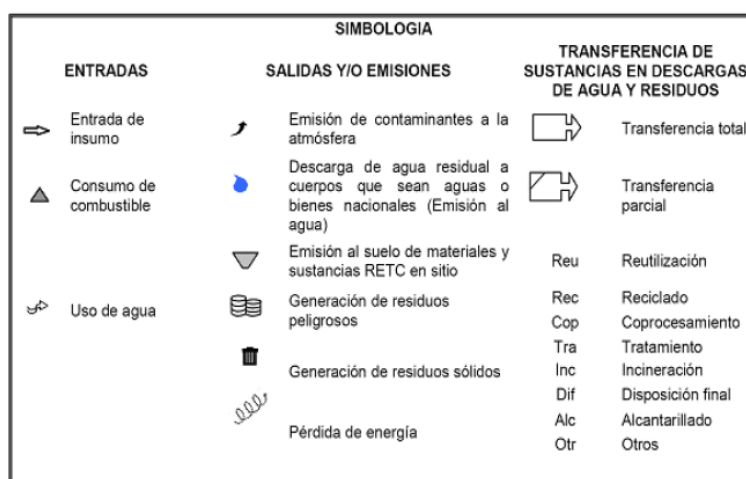 SIMBOLOGIA
ENTRADAS
Entrada de
insumo
Consumo de
combustible
Uso de agua
SALIDAS Y/O EMISIONES
Emisión de contaminantes a la
atmósfera
Descarga de agua residual a
cuerpos que sean aguas o
bienes nacionales (Emisión al
agua)
Emisión al suelo de materiales y
sustancias RETC en sitio
Generación de residuos
peligrosos
Generación de residuos sólidos
Pérdida de energía
TRANSFERENCIA DE
SUSTANCIAS EN DESCARGAS
DE AGUA Y RESIDUOS
Transferencia total
Transferencia
parcial
Reu Reutilización
Rec Reciclado
Cop Coprocesamiento
Tra Tratamiento
Inc Incineración
Dif Disposición final
Alc Alcantarillado
Otr Otros